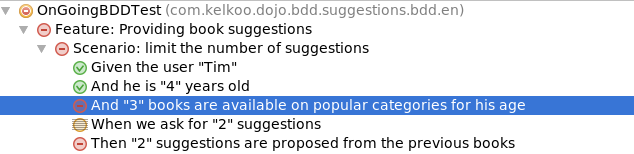 OnGoingBDDTest (com.kelkoo.dojo.bdd.suggestions.bdd.en)
Feature: Providing book suggestions
Scenario: limit the number of suggestions
Given the user "Tim"
And he is "4" years old
And "3" books are available on popular categories for his age
When we ask for "2" suggestions
Then "2" suggestions are proposed from the previous books